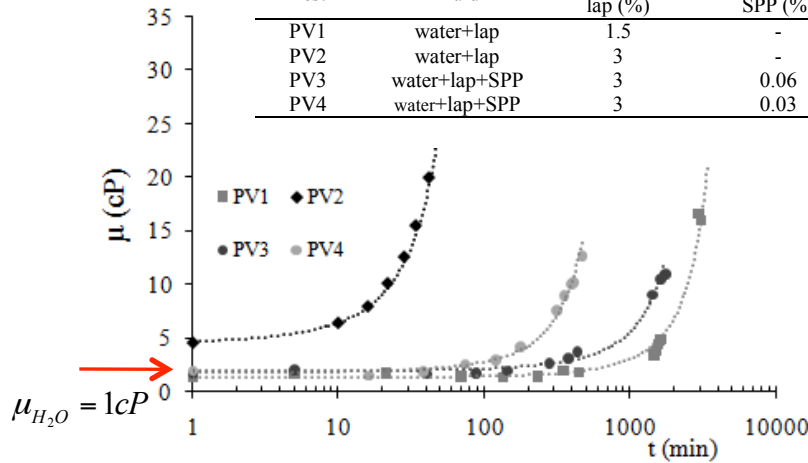 lap (%) SPP (%
PV1 water+lap 1.5 -
PV2 water+lap 3 -
PV3 water+lap+SPP 3 0.06
PV4 water+lap+SPP 3 0.03
35
30
25
20
15
10
5
0
μ (cP)
PV1 PV2
PV3 PV4
1 10 100 1000 10000
t (min)
μH2O = 1cP